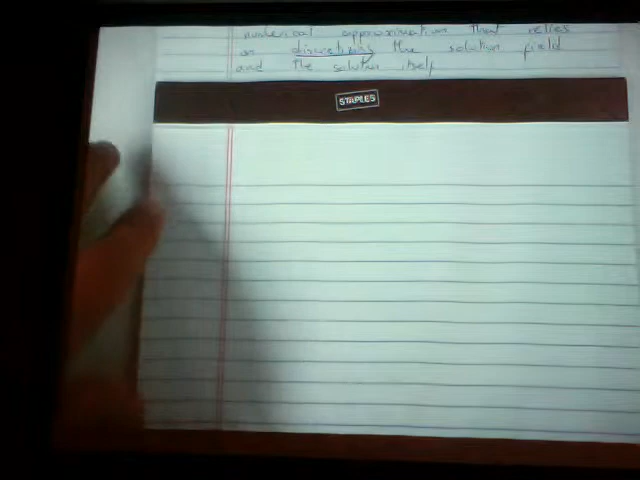 numerical approximation that relies
on discretizing the solution field
and the solution itself
STAPLES